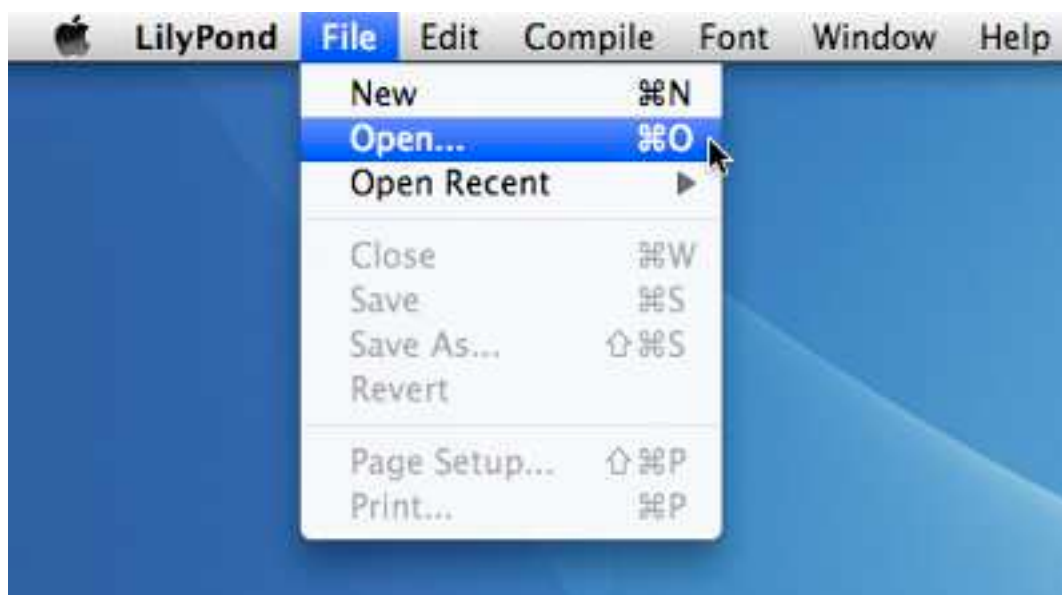 LilyPond File Edit Compile Font Window Help
New ⌘N
Open... ⌘O
Open Recent ▶
Close ⌘W
Save ⌘S
Save As... ⇧⌘S
Revert
Page Setup... ⇧⌘P
Print... ⌘P